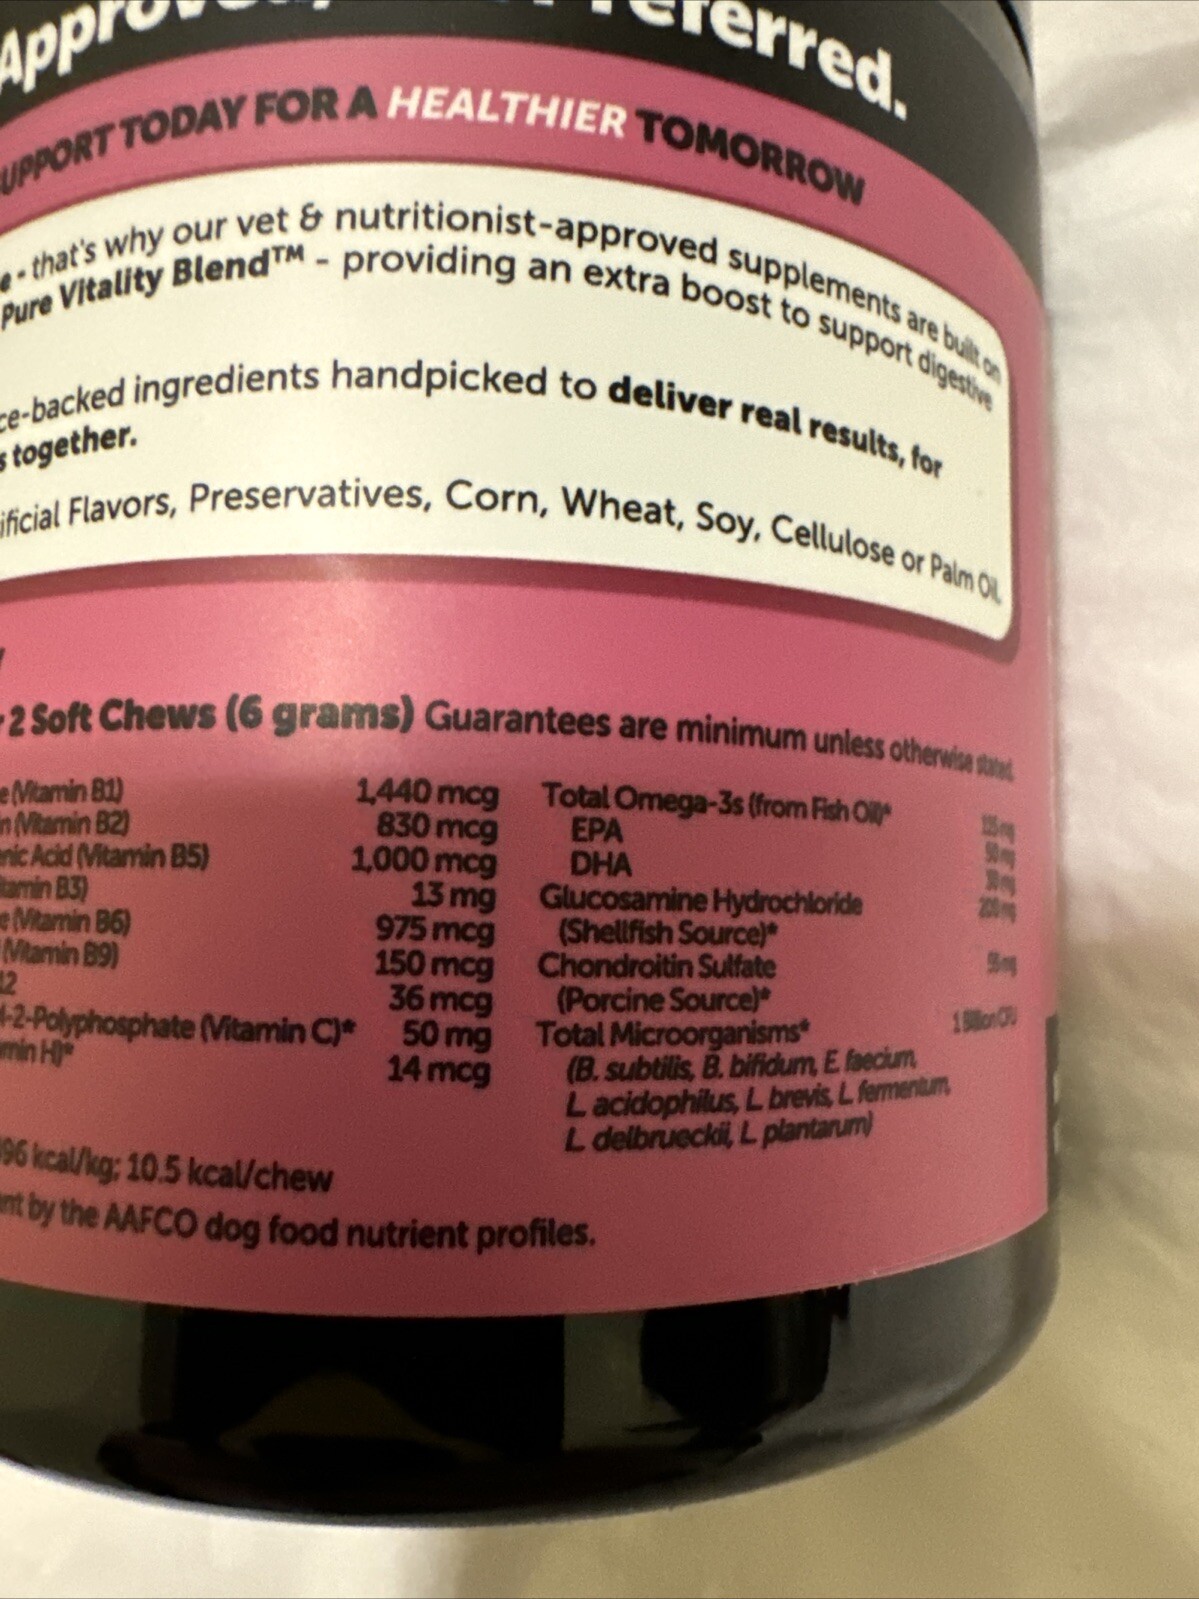 Preferred.
SUPPORT TODAY FOR A HEALTHIER TOMORROW
- that's why our vet & nutritionist-approved supplements are built on
Pure Vitality Blend™ - providing an extra boost to support digestive
ce-backed ingredients handpicked to deliver real results, for
s together.
ificial Flavors, Preservatives, Corn, Wheat, Soy, Cellulose or Palm Oil.
2 Soft Chews (6 grams) Guarantees are minimum unless otherwise stated.
e (Vitamin B1) 1,440 mcg
n (Vitamin B2) 830 mcg
enic Acid (Vitamin B5) 1,000 mcg
tamin B3) 13 mg
e (Vitamin B6) 975 mcg
(Vitamin B9) 150 mcg
12 36 mcg
-2-Polyphosphate (Vitamin C)* 50 mg
min H)* 14 mcg
Total Omega-3s (from Fish Oil)*
EPA
DHA
Glucosamine Hydrochloride 200 mg
(Shellfish Source)*
Chondroitin Sulfate
(Porcine Source)*
Total Microorganisms* 1 Billion CFU
(B. subtilis, B. bifidum, E. faecium,
L. acidophilus, L. brevis, L. fermentum,
L. delbrueckii, L. plantarum)
96 kcal/kg; 10.5 kcal/chew
nt by the AAFCO dog food nutrient profiles.